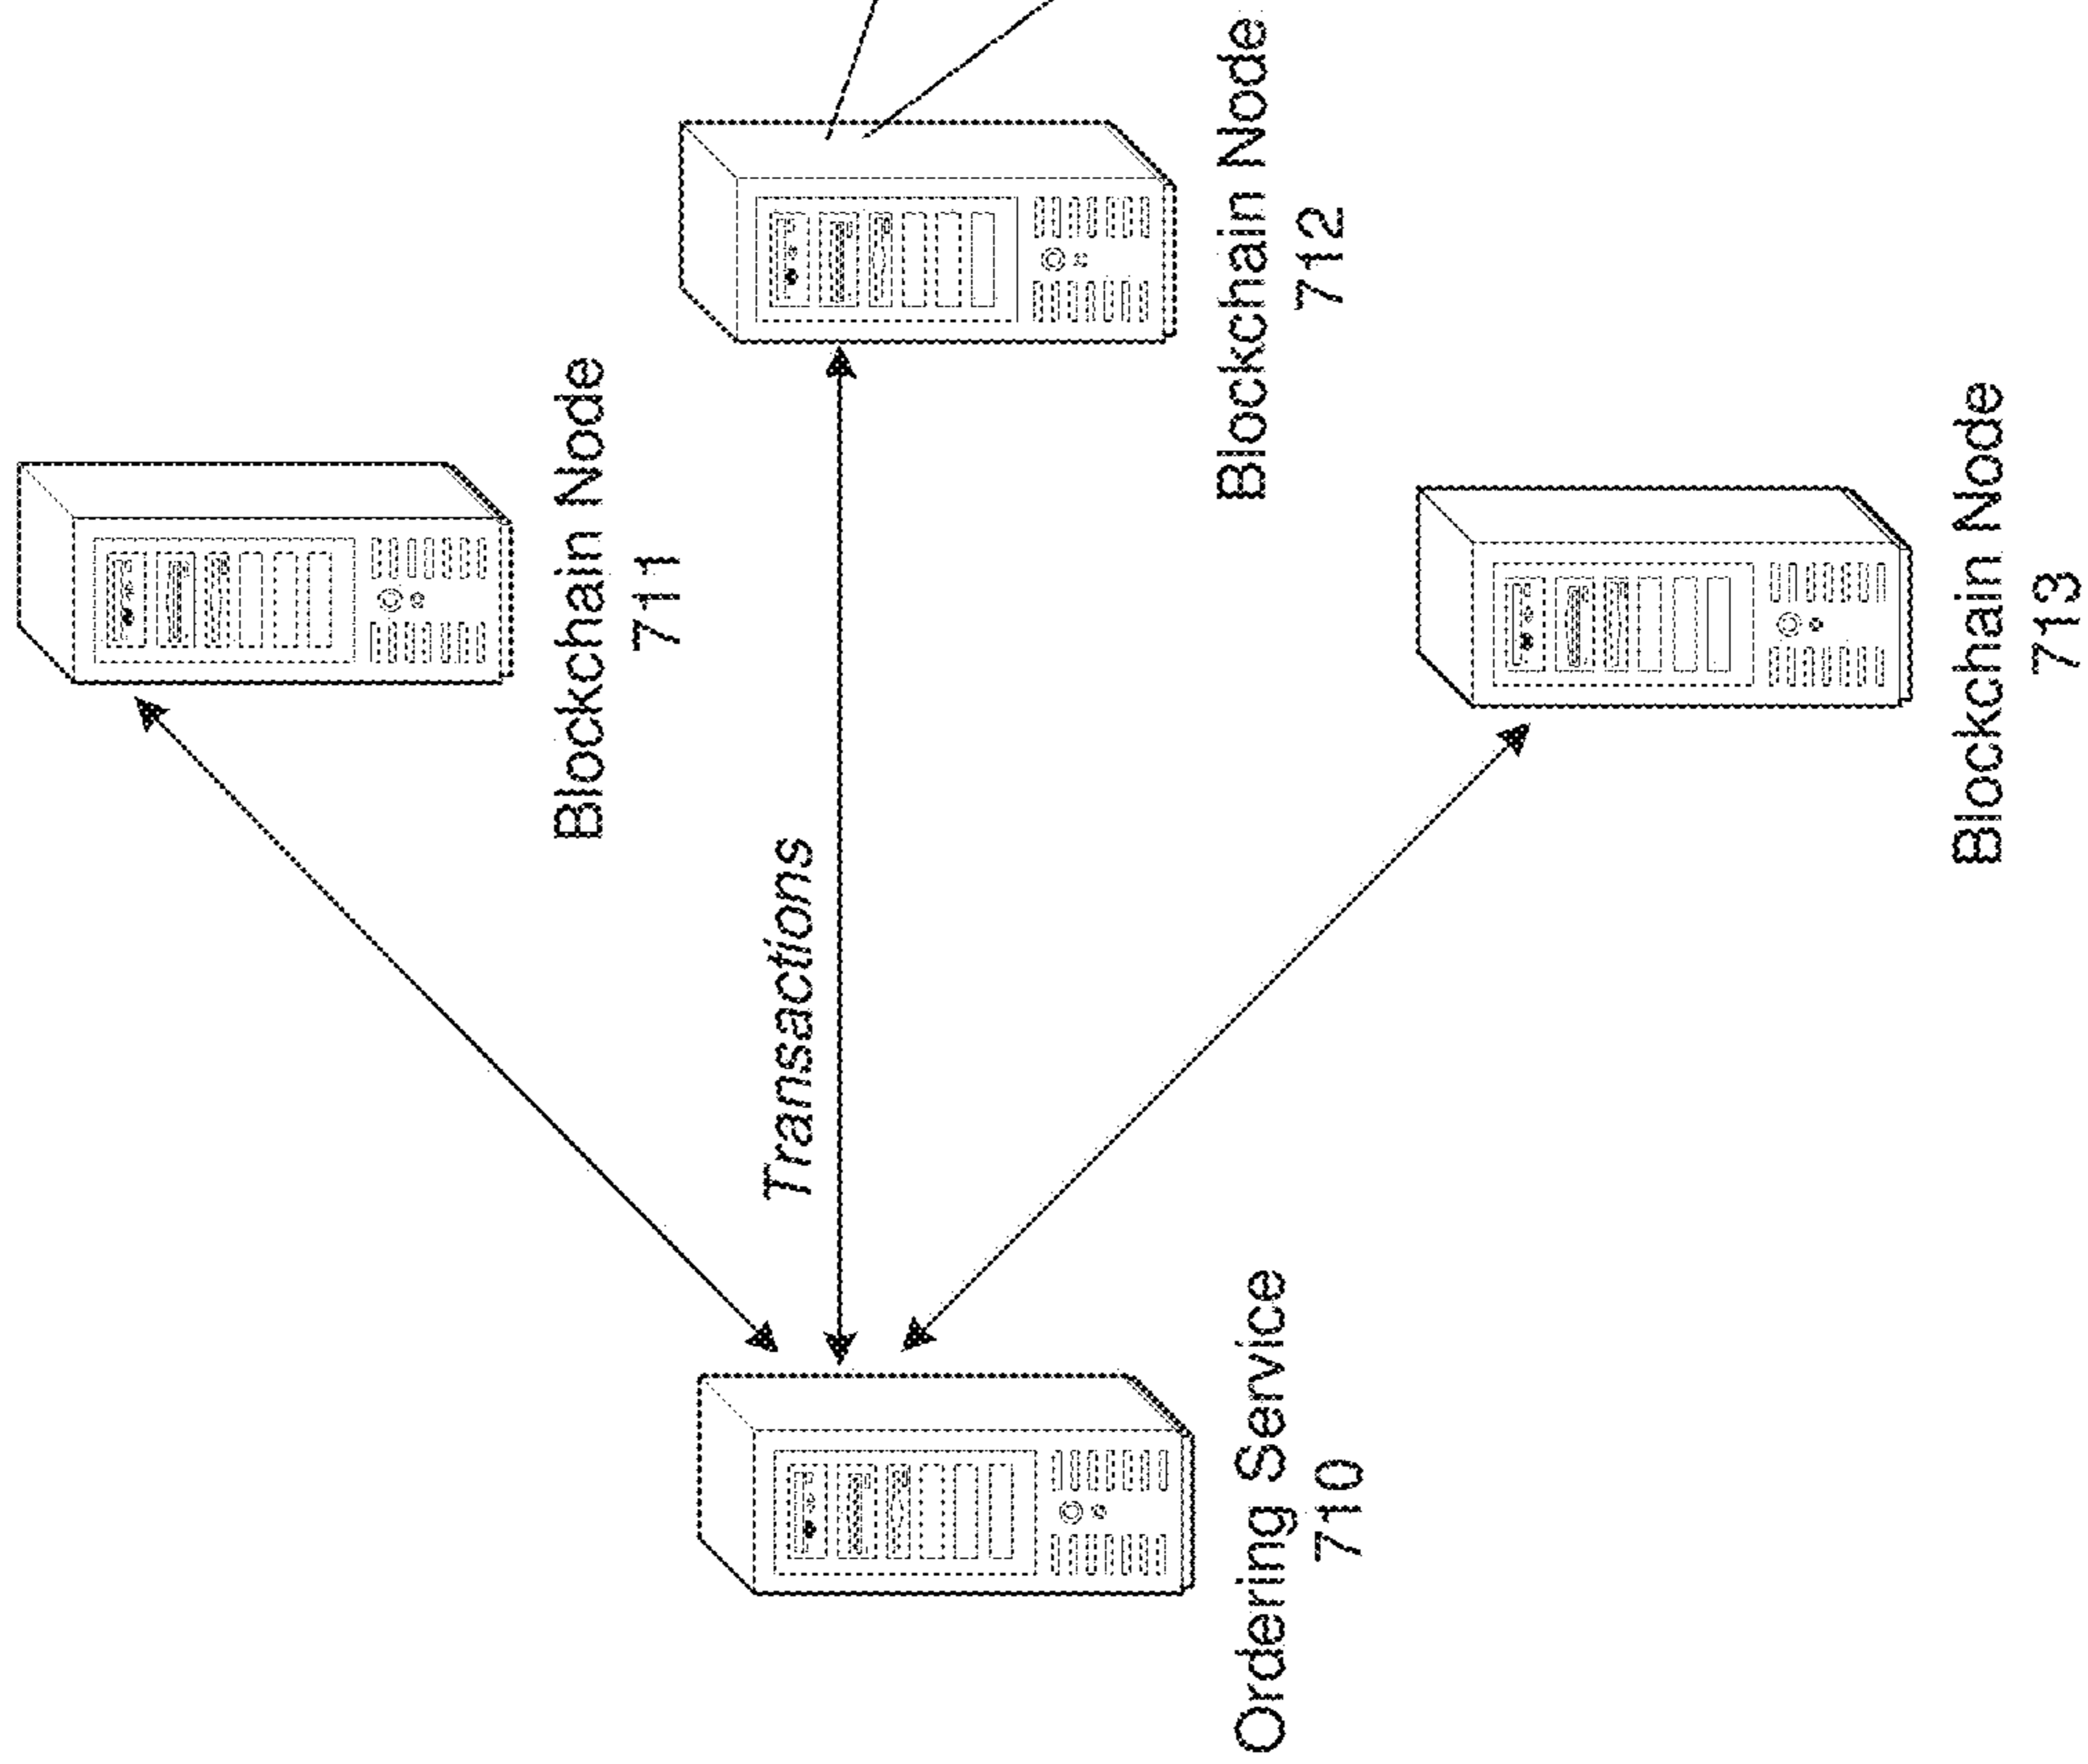 Blockchain Node
711
Transactions
Ordering Service
710
Blockchain Node
712
Blockchain Node
713